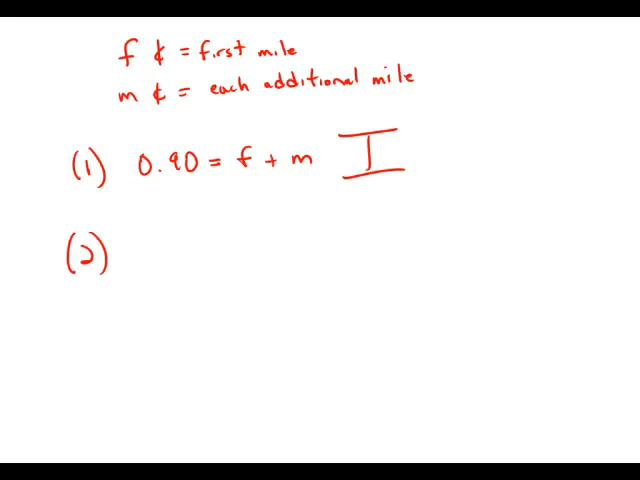 f ¢ = first mile
m ¢ = each additional mile
(1) 0.90 = f + m I
(2)